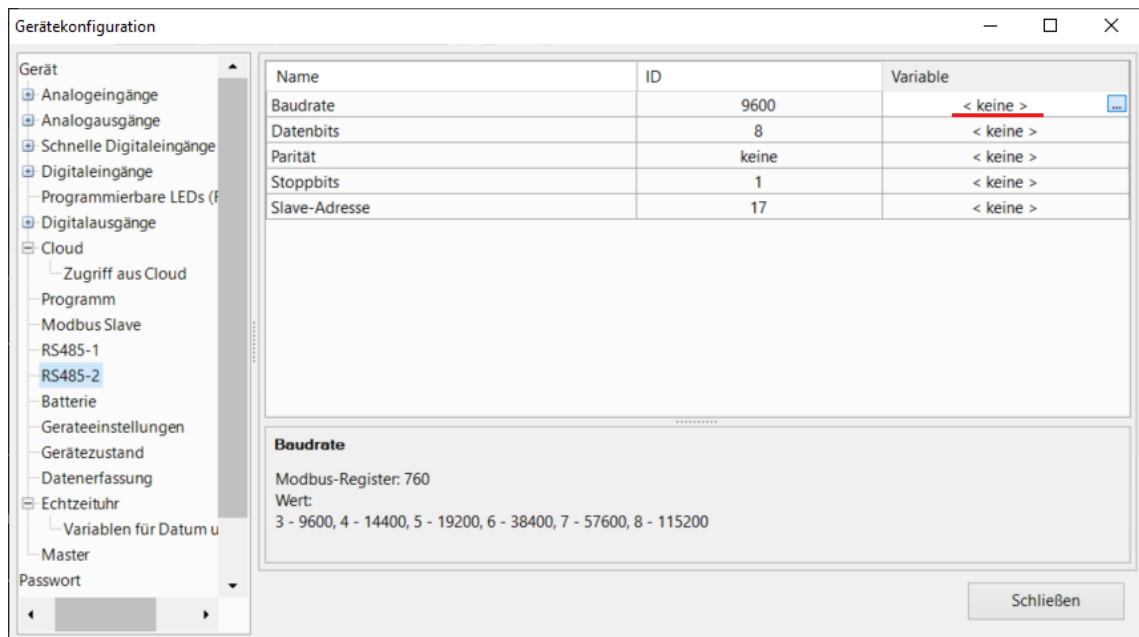 Gerätekonfiguration
Gerät
Analogeingänge
Analogausgänge
Schnelle Digitaleingänge
Digitaleingänge
Programmierbare LEDs (F
Digitalausgänge
Cloud
Zugriff aus Cloud
Programm
Modbus Slave
RS485-1
RS485-2
Batterie
Gerateeinstellungen
Gerätezustand
Datenerfassung
Echtzeituhr
Variablen für Datum u
Master
Passwort
Name ID Variable
Baudrate 9600 < keine > ...
Datenbits 8 < keine >
Parität keine < keine >
Stoppbits 1 < keine >
Slave-Adresse 17 < keine >
Baudrate
Modbus-Register: 760
Wert:
3 - 9600, 4 - 14400, 5 - 19200, 6 - 38400, 7 - 57600, 8 - 115200
Schließen